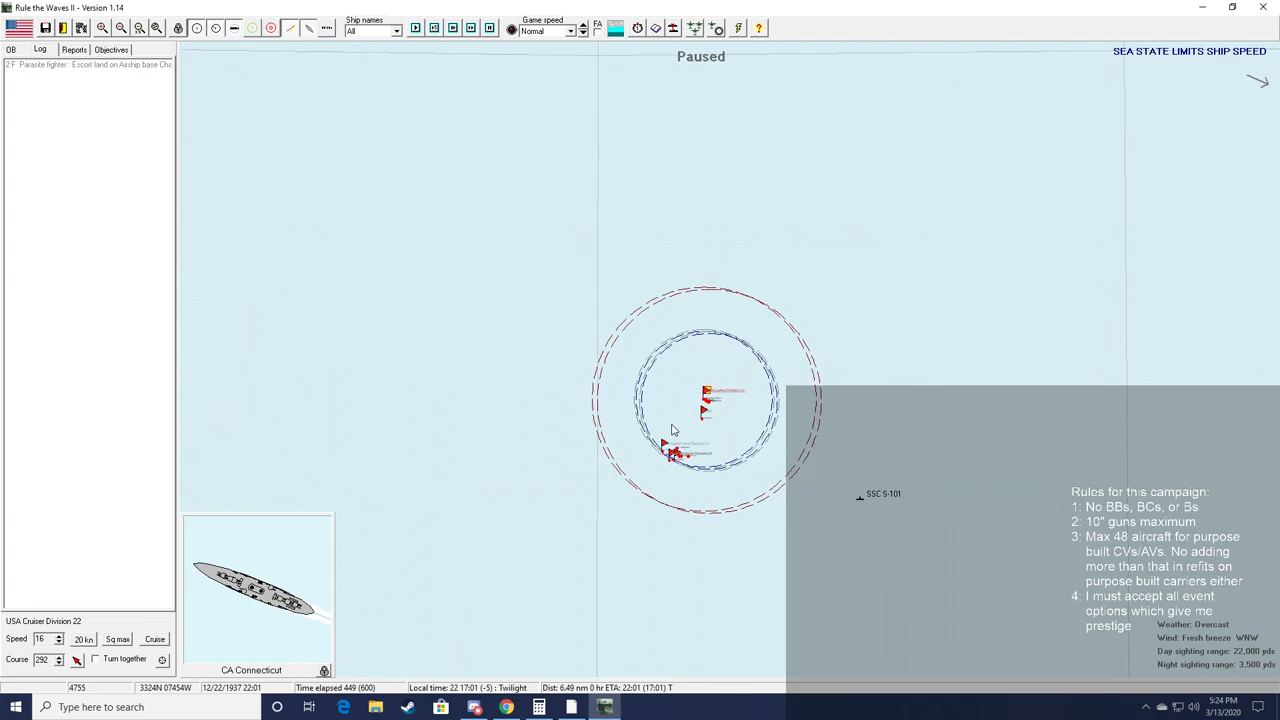 Rule the Waves II - Version 1.14
Ship names
All
Game speed
Normal
FA
OB
Log
Reports
Objectives
2 F Parasite fighter : Escort land on Airship base Cha
Paused
SEA STATE LIMITS SHIP SPEED
SSC S-101
Rules for this campaign:
1: No BBs, BCs, or Bs
2: 10" guns maximum
3: Max 48 aircraft for purpose
built CVs/AVs. No adding
more than that in refits on
purpose built carriers either
4: I must accept all event
options which give me
prestige
Weather: Overcast
Wind: Fresh breeze WNW
Day sighting range: 22,000 yds
Night sighting range: 3,500 yds
USA Cruiser Division 22
Speed 16 20 kn Sq max Cruise
Course 292 Turn together
CA Connecticut
4755
3324N 07454W
12/22/1937 22:01
Time elapsed 449 (600)
Local time: 22 17:01 (-5) : Twilight
Dist: 6.49 nm 0 hr ETA: 22:01 (17:01) T
Type here to search
5:24 PM
3/13/2020